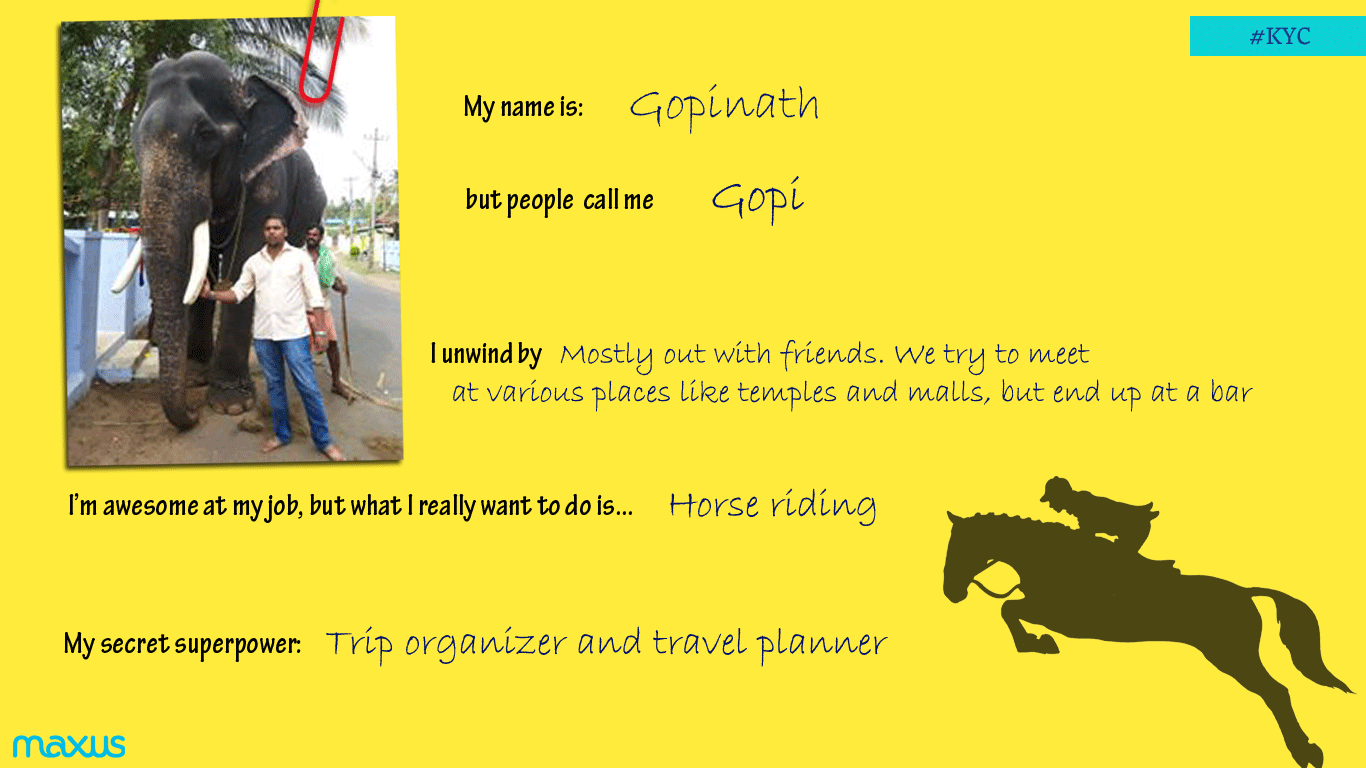 #KYC
My name is: Gopinath
but people call me Gopi
I unwind by Mostly out with friends. We try to meet
at various places like temples and malls, but end up at a bar
I'm awesome at my job, but what I really want to do is... Horse riding
My secret superpower: Trip organizer and travel planner
maxus